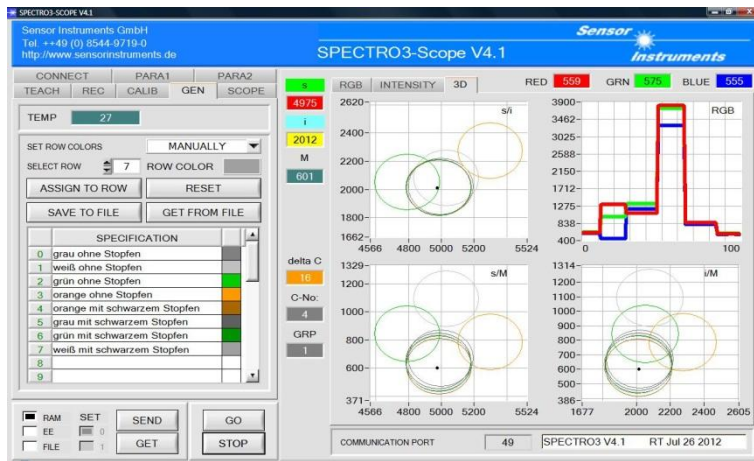 SPECTRO3-Scope V4.1
Sensor Instruments GmbH
Tel. ++49 (0) 8544-9719-0
http://www.sensorinstruments.de
SPECTRO3-Scope V4.1
Sensor
Instruments
CONNECT PARA1 PARA2
TEACH REC CALIB GEN SCOPE
TEMP 27
SET ROW COLORS MANUALLY
SELECT ROW 7 ROW COLOR
ASSIGN TO ROW RESET
SAVE TO FILE GET FROM FILE
SPECIFICATION
0 grau ohne Stopfen
1 weiß ohne Stopfen
2 grün ohne Stopfen
3 orange ohne Stopfen
4 orange mit schwarzem Stopfen
5 grau mit schwarzem Stopfen
6 grün mit schwarzem Stopfen
7 weiß mit schwarzem Stopfen
8
9
RAM SET
EE 0
FILE 1
SEND GO
GET STOP
s
4975
i
2012
M
601
delta C
16
C-No:
4
GRP
1
RGB INTENSITY 3D
RED 559 GRN 575 BLUE 555
s/i
2620
2400
2200
2000
1800
1662
4566 4800 5000 5200 5524
RGB
3900
3462
3025
2588
2150
1712
1275
838
400
0 100
s/M
1329
1200
1000
800
600
371
4566 4800 5000 5200 5524
i/M
1314
1200
1100
1000
900
800
700
600
500
386
1677 2000 2200 2400 2605
COMMUNICATION PORT 49 SPECTRO3 V4.1 RT Jul 26 2012